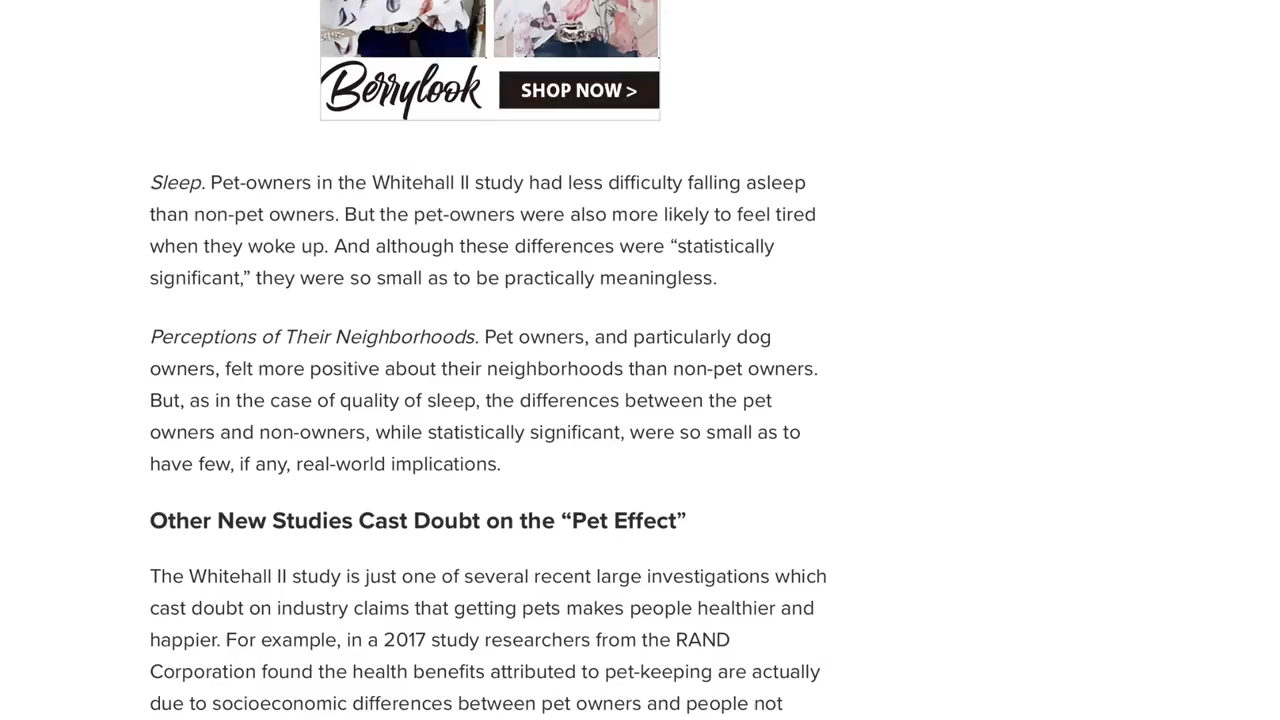 Berrylook
SHOP NOW >
Sleep. Pet-owners in the Whitehall II study had less difficulty falling asleep
than non-pet owners. But the pet-owners were also more likely to feel tired
when they woke up. And although these differences were “statistically
significant,” they were so small as to be practically meaningless.
Perceptions of Their Neighborhoods. Pet owners, and particularly dog
owners, felt more positive about their neighborhoods than non-pet owners.
But, as in the case of quality of sleep, the differences between the pet
owners and non-owners, while statistically significant, were so small as to
have few, if any, real-world implications.
Other New Studies Cast Doubt on the “Pet Effect”
The Whitehall II study is just one of several recent large investigations which
cast doubt on industry claims that getting pets makes people healthier and
happier. For example, in a 2017 study researchers from the RAND
Corporation found the health benefits attributed to pet-keeping are actually
due to socioeconomic differences between pet owners and people not